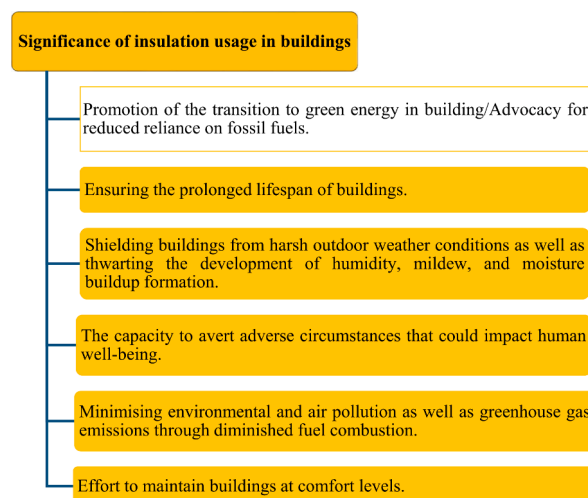 Significance of insulation usage in buildings
Promotion of the transition to green energy in building/Advocacy for
reduced reliance on fossil fuels.
Ensuring the prolonged lifespan of buildings.
Shielding buildings from harsh outdoor weather conditions as well as
thwarting the development of humidity, mildew, and moisture
buildup formation.
The capacity to avert adverse circumstances that could impact human
well-being.
Minimising environmental and air pollution as well as greenhouse gas
emissions through diminished fuel combustion.
Effort to maintain buildings at comfort levels.